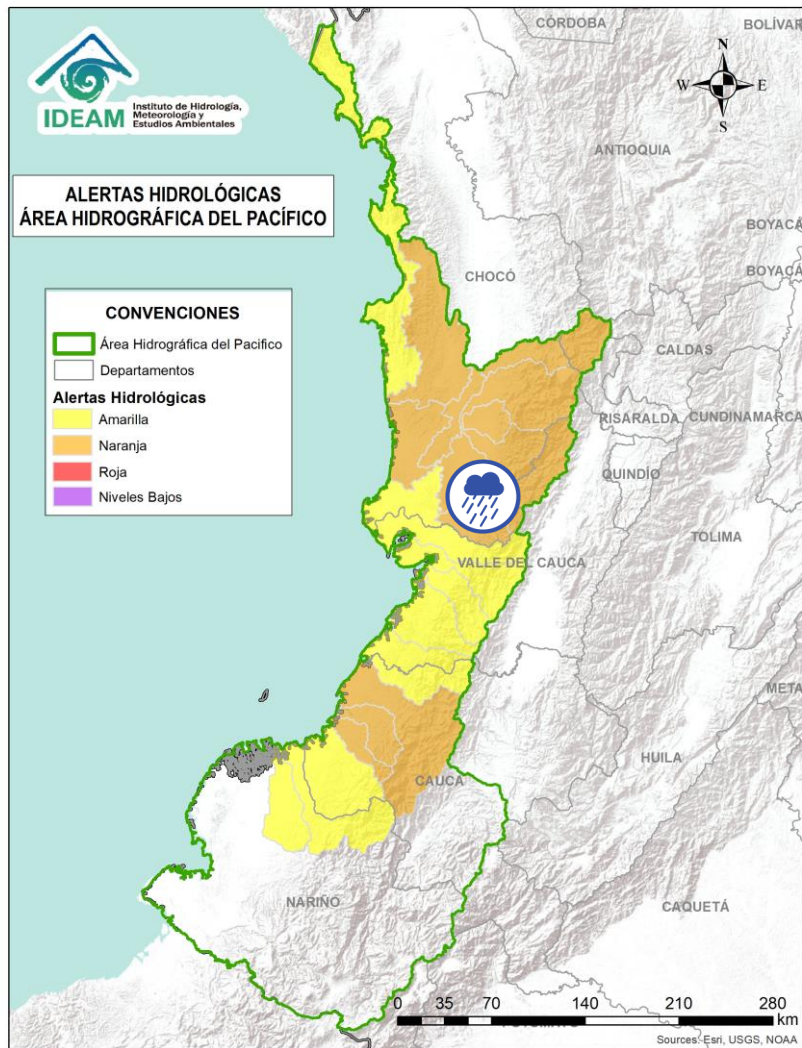 IDEAM
Instituto de Hidrología,
Meteorología y
Estudios Ambientales
ALERTAS HIDROLÓGICAS
ÁREA HIDROGRÁFICA DEL PACÍFICO
CONVENCIONES
Área Hidrográfica del Pacifico
Departamentos
Alertas Hidrológicas
Amarilla
Naranja
Roja
Niveles Bajos
CÓRDOBA
BOLÍVAR
N
W
E
S
ANTIOQUIA
BOYACÁ
CHOCÓ
BOYACÁ
CALDAS
RISARALDA
CUNDINAMARCA
QUINDÍO
TOLIMA
VALLE DEL CAUCA
META
HUILA
CAUCA
NARIÑO
CAQUETÁ
0 35 70 140 210 280
km
Sources: Esri, USGS, NOAA